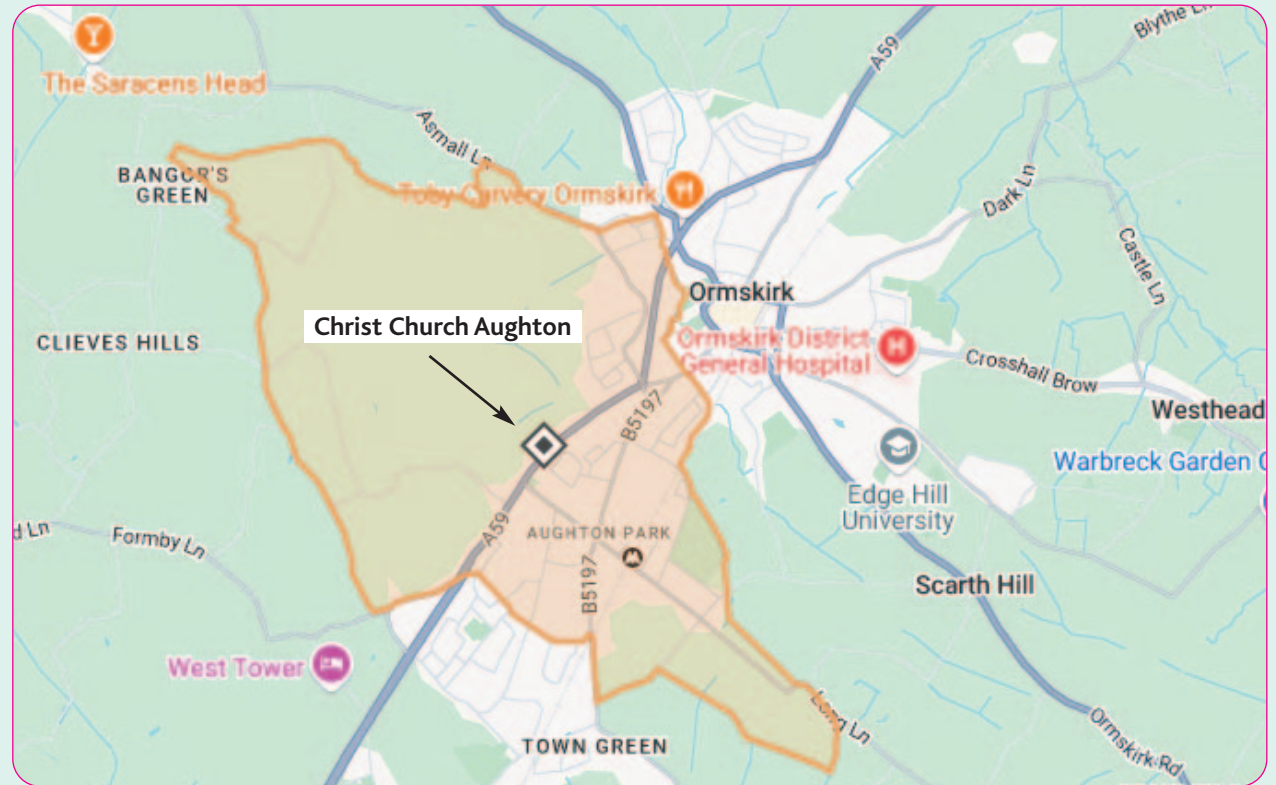 Blythe Ln
A59
The Saracens Head
Asmall Ln
BANGOR'S
GREEN
Toby Carvery Ormskirk
Dark Ln
Castle Ln
Ormskirk
Christ Church Aughton
CLIEVES HILLS
Ormskirk District
General Hospital
Crosshall Brow
Westhead
B5197
Warbreck Garden C
Edge Hill
University
A59
AUGHTON PARK
d Ln
Formby Ln
B5197
Scarth Hill
West Tower
Long Ln
Ormskirk Rd
TOWN GREEN